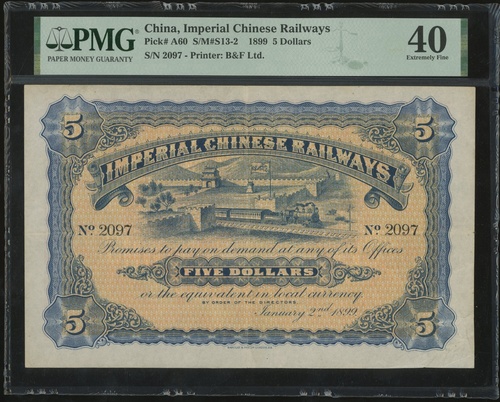 PMG
PAPER MONEY GUARANTY
China, Imperial Chinese Railways
Pick# A60 S/M#S13-2 1899 5 Dollars
S/N 2097 - Printer: B&F Ltd.
40
Extremely Fine
5 5
IMPERIAL CHINESE RAILWAYS
Nº 2097 Nº 2097
Promises to pay on demand at any of its Offices
FIVE DOLLARS
or the equivalent in local currency.
BY ORDER OF THE DIRECTORS.
January 2nd 1899
5 5